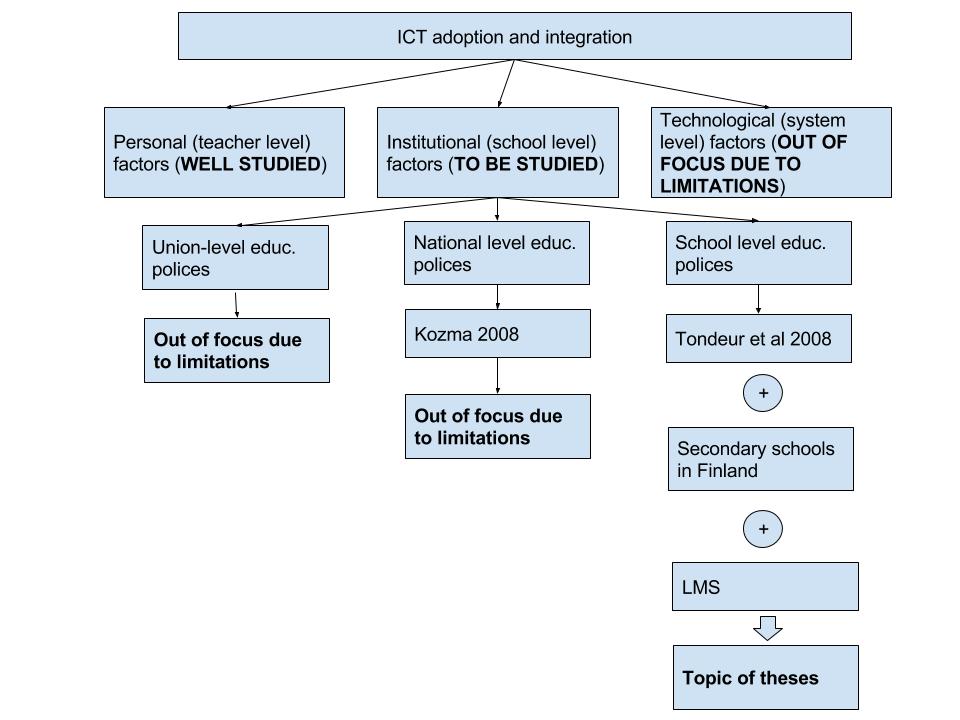 ICT adoption and integration
Personal (teacher level)
factors (WELL STUDIED)
Institutional (school level)
factors (TO BE STUDIED)
Technological (system
level) factors (OUT OF
FOCUS DUE TO
LIMITATIONS)
Union-level educ.
polices
National level educ.
polices
School level educ.
polices
Out of focus due
to limitations
Kozma 2008
Tondeur et al 2008
Out of focus due
to limitations
+
Secondary schools
in Finland
+
LMS
Topic of theses